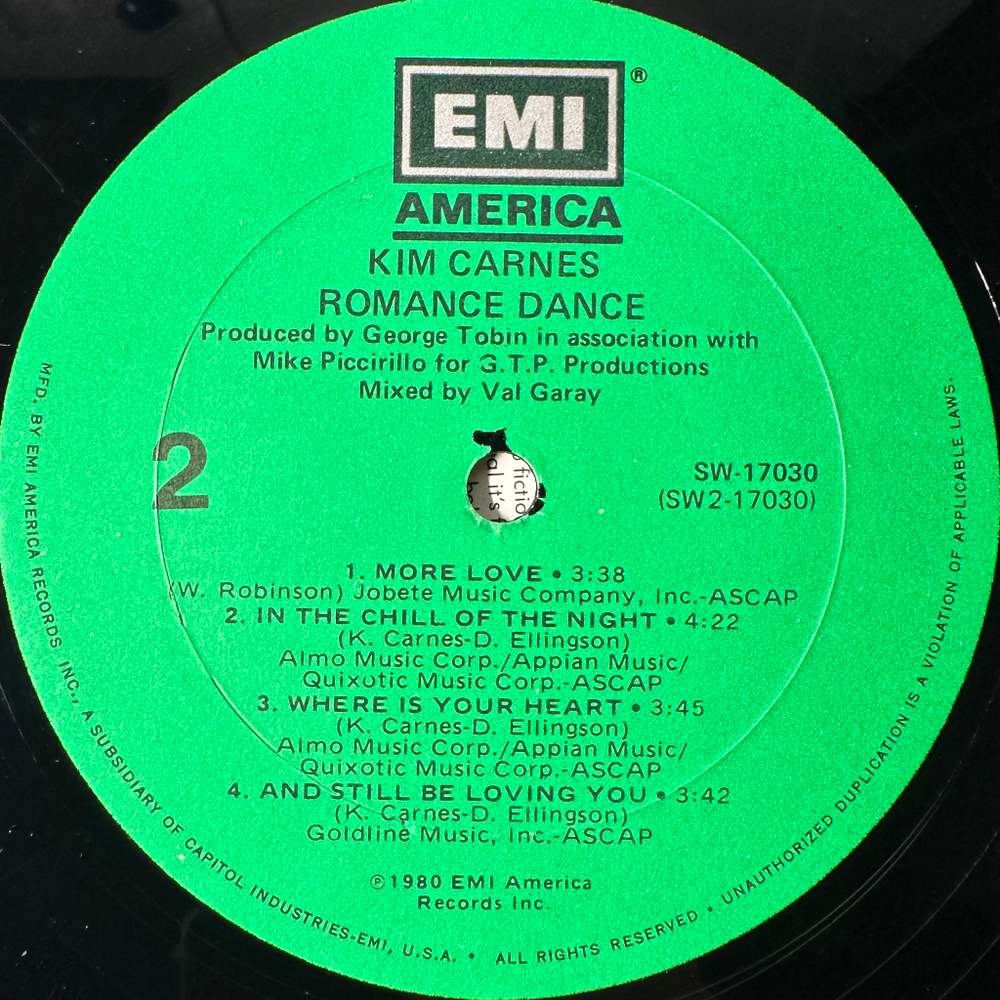 EMI ®
AMERICA
KIM CARNES
ROMANCE DANCE
Produced by George Tobin in association with
Mike Piccirillo for G.T.P. Productions
Mixed by Val Garay
2
SW-17030
(SW2-17030)
fictio
al it's
1. MORE LOVE • 3:38
(W. Robinson) Jobete Music Company, Inc.-ASCAP
2. IN THE CHILL OF THE NIGHT • 4:22
(K. Carnes-D. Ellingson)
Almo Music Corp./Appian Music/
Quixotic Music Corp.-ASCAP
3. WHERE IS YOUR HEART • 3:45
(K. Carnes-D. Ellingson)
Almo Music Corp./Appian Music/
Quixotic Music Corp.-ASCAP
4. AND STILL BE LOVING YOU • 3:42
(K. Carnes-D. Ellingson)
Goldline Music, Inc.-ASCAP
℗1980 EMI America
Records Inc.
MFD. BY EMI AMERICA RECORDS INC., A SUBSIDIARY OF CAPITOL INDUSTRIES-EMI, U.S.A. • ALL RIGHTS RESERVED • UNAUTHORIZED DUPLICATION IS A VIOLATION OF APPLICABLE LAWS.